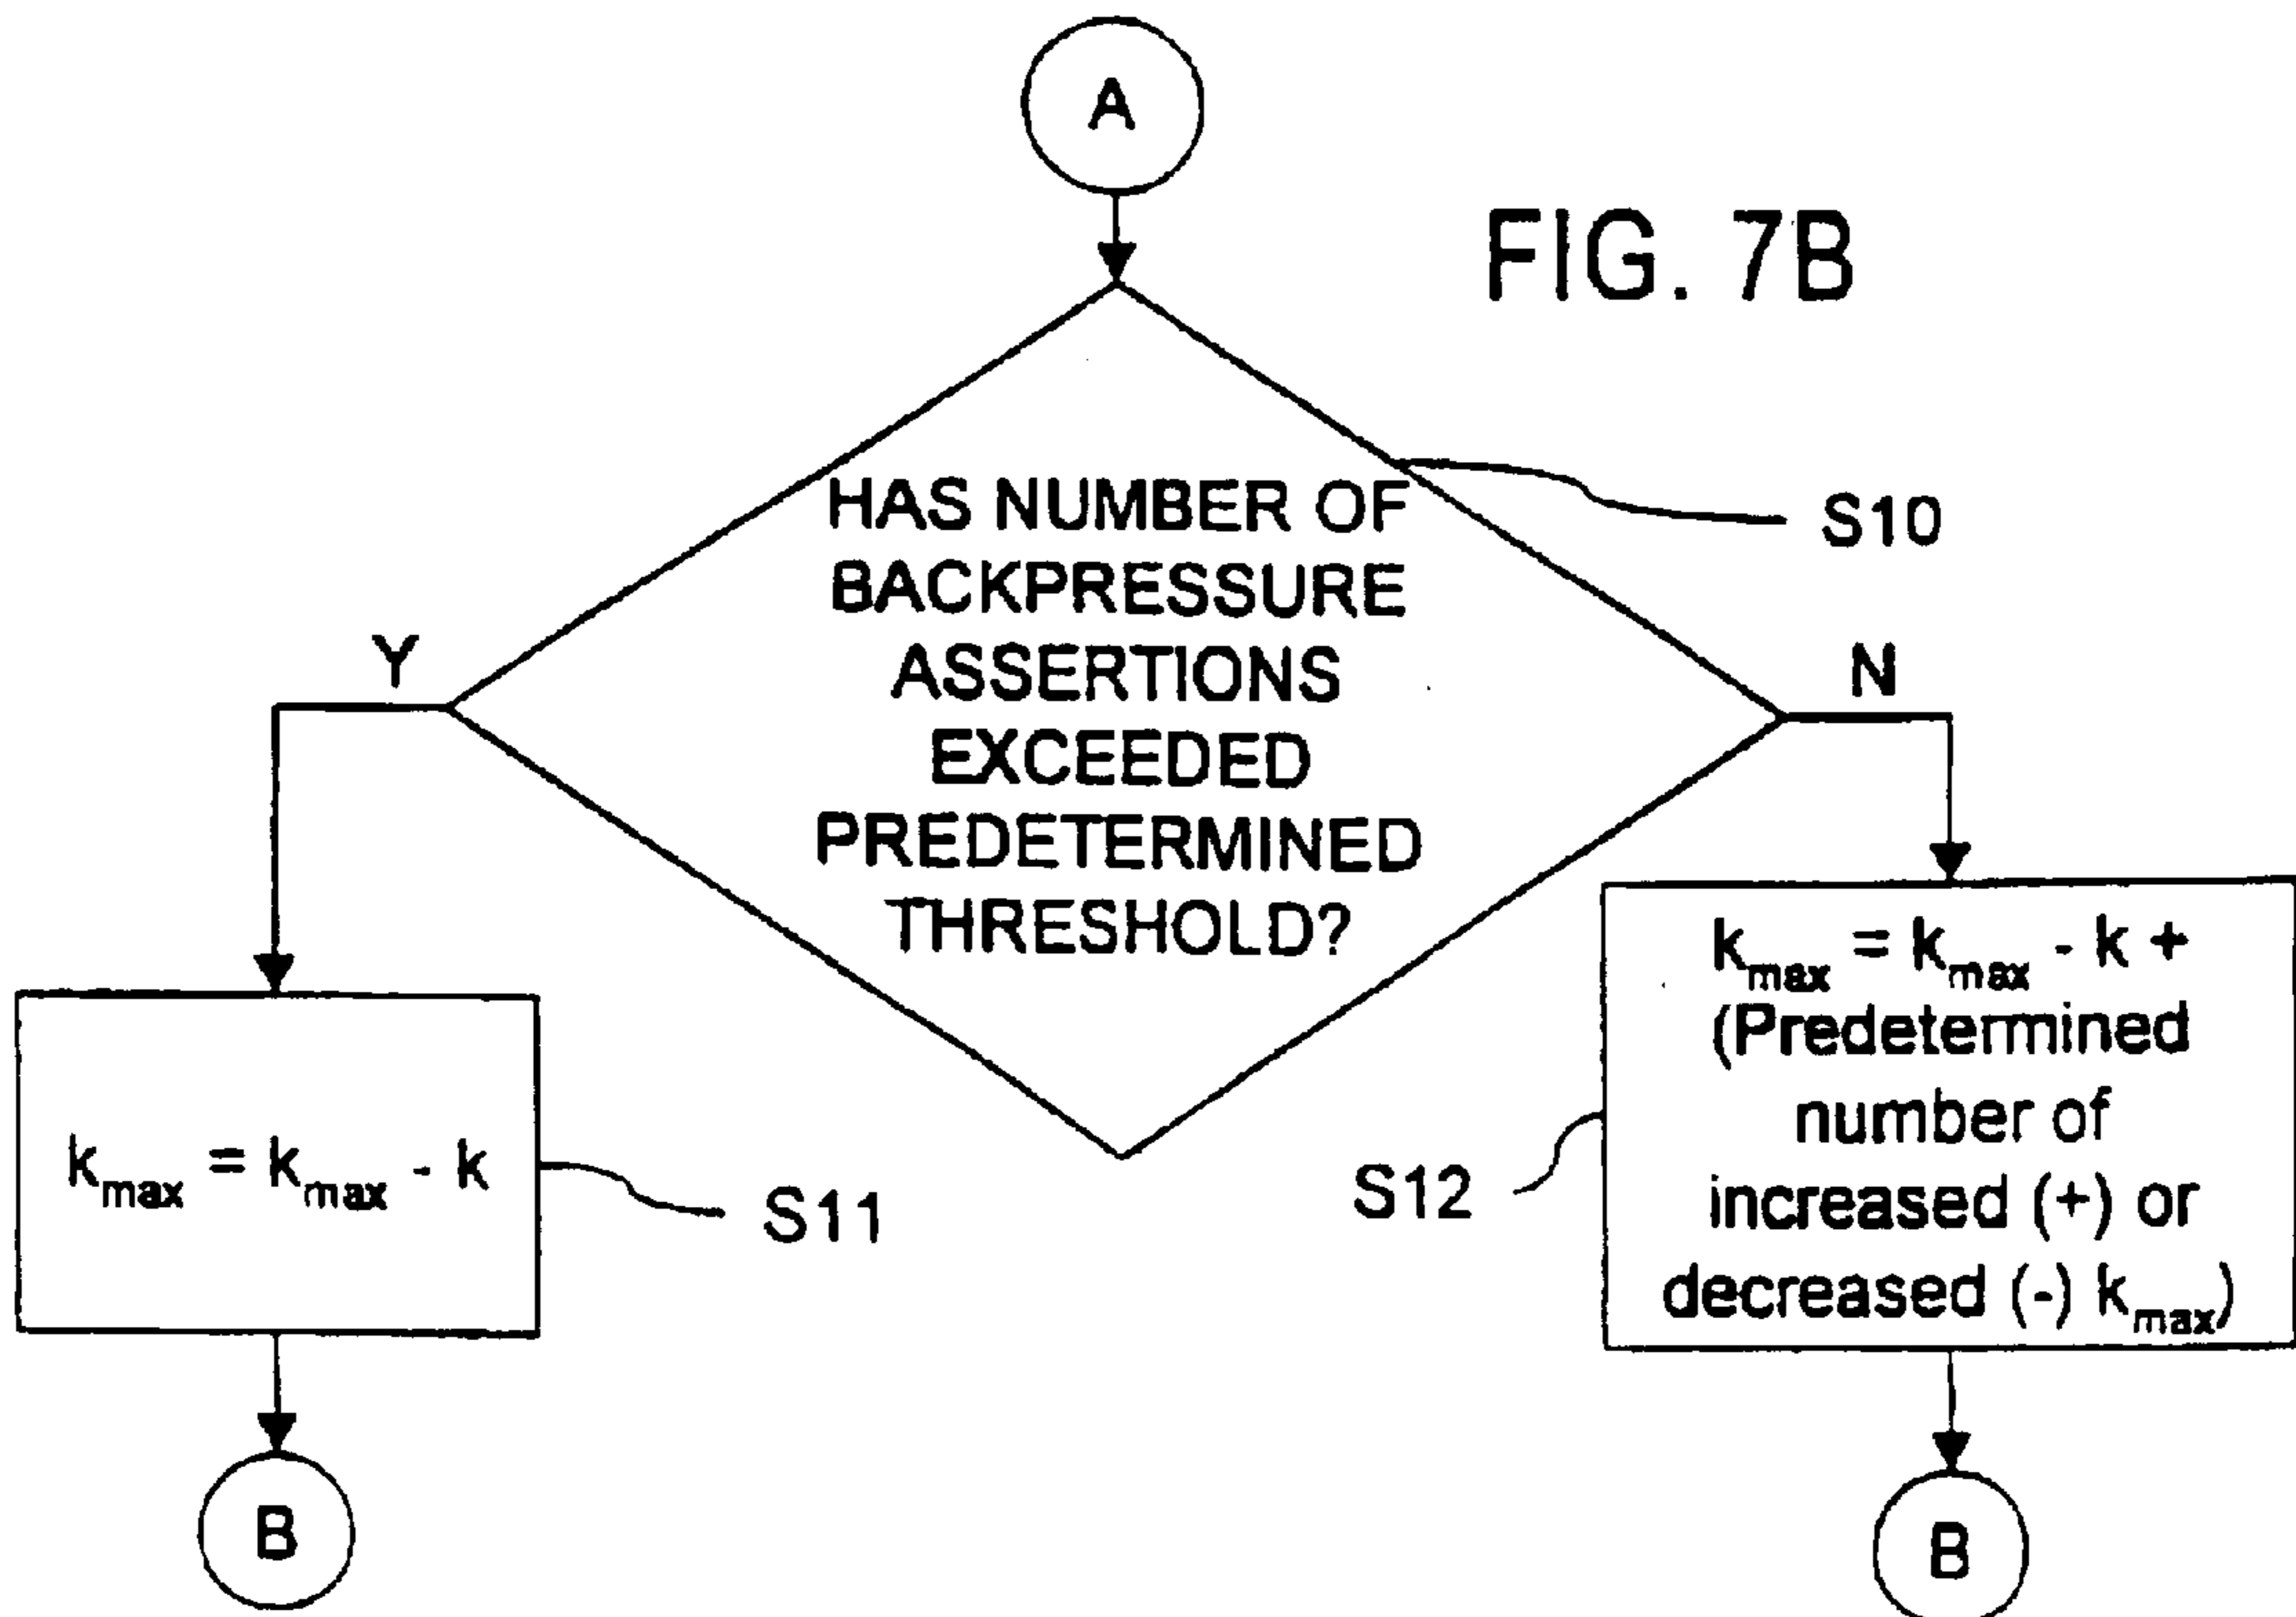 A
FIG. 7B
HAS NUMBER OF
BACKPRESSURE
ASSERTIONS
EXCEEDED
PREDETERMINED
THRESHOLD?
S10
Y
N
k_max = k_max - k
S11
k_max = k_max - k +
(Predetermined
number of
increased (+) or
decreased (-) k_max)
S12
B
B